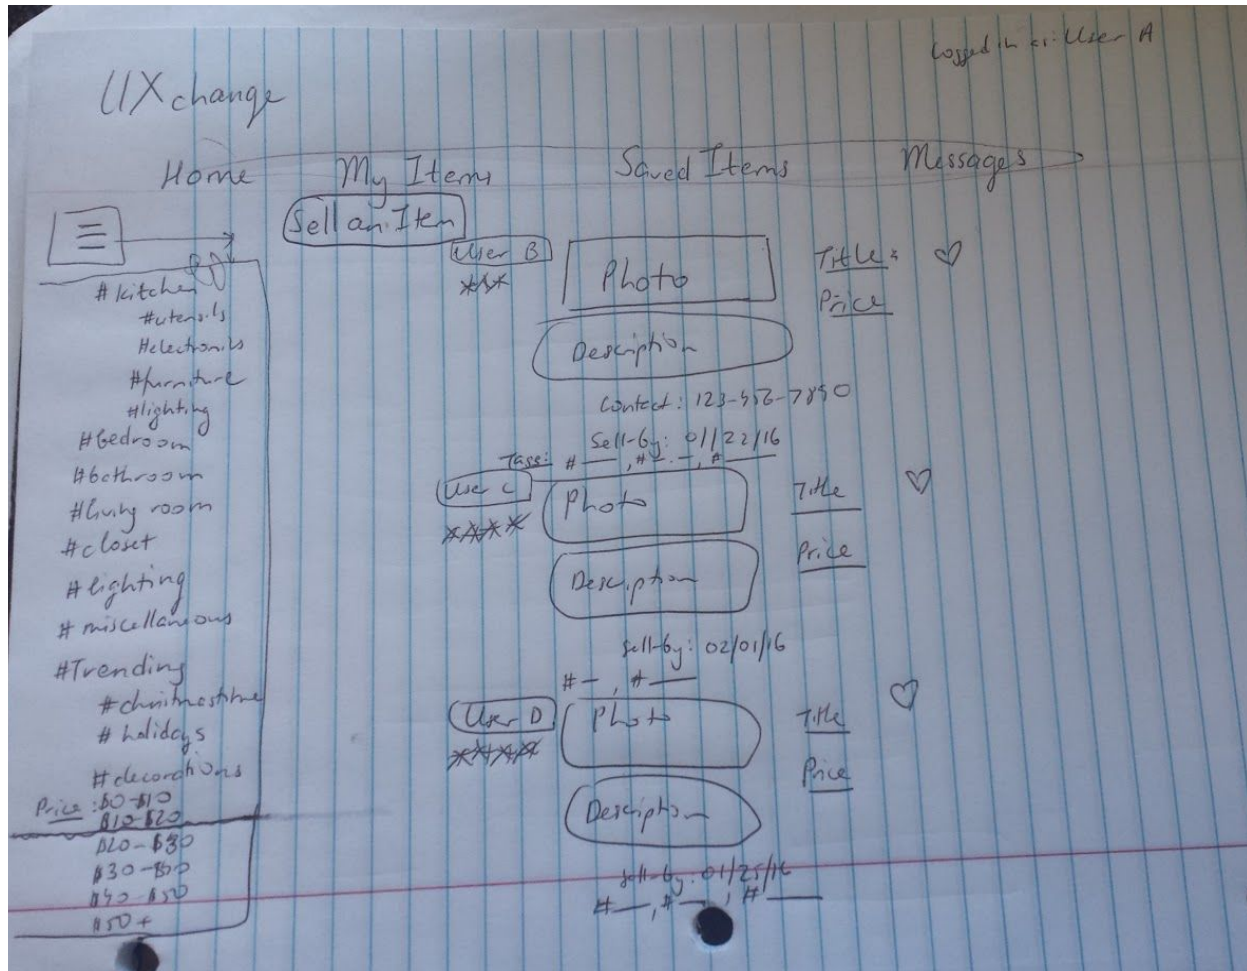 Logged in as: User A
UXchange
Home My Items Saved Items Messages
Sell an Item
#kitchen
#utensils
#electronics
#furniture
#lighting
#bedroom
#bathroom
#living room
#closet
#lighting
#miscellaneous
#Trending
#christmastime
#holidays
#decorations
Price: $0-$10
$10-$20
$20-$30
$40-$50
$50+
User B
Photo
Title:
Price
Description
Contact: 123-456-7890
Sell-by: 01/22/16
Tags: # , # , #
User C
Photo
Title
Price
Description
Sell-by: 02/01/16
# , #
User D
Photo
Title
Price
Description
Sell-by: 01/25/16
# , # , #